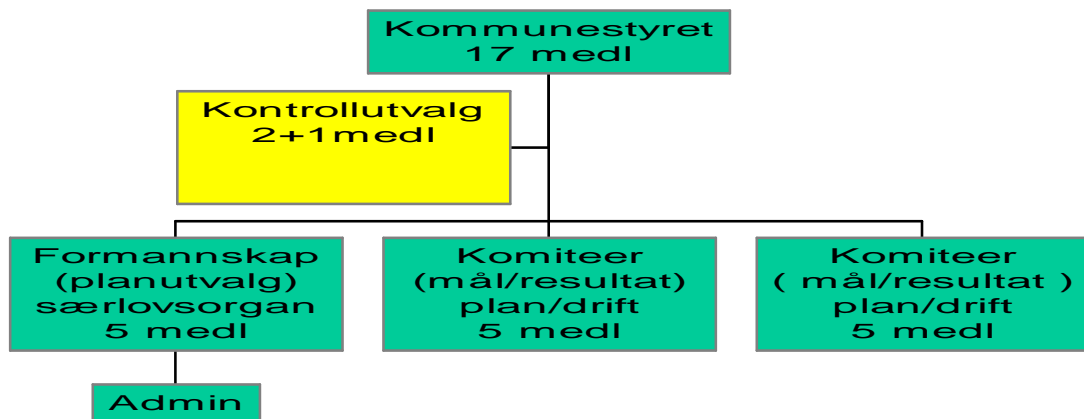 Kommunestyret
17 medl
Kontrollutvalg
2+1medl
Formannskap
(planutvalg)
særlovsorgan
5 medl
Komiteer
(mål/resultat)
plan/drift
5 medl
Komiteer
( mål/resultat )
plan/drift
5 medl
Admin